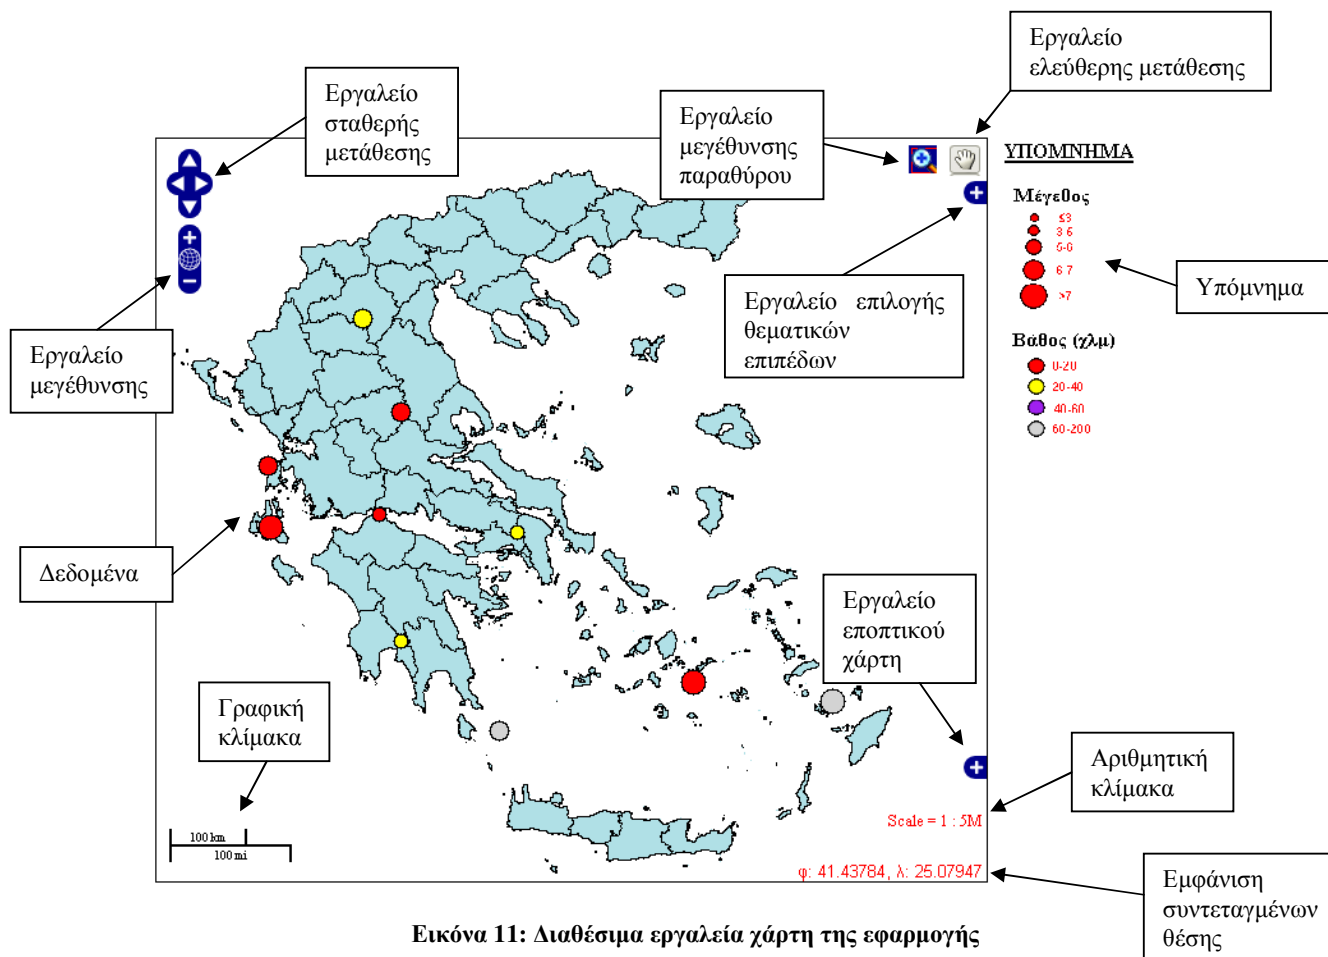 Εργαλείο
ελεύθερης μετάθεσης
Εργαλείο
σταθερής
μετάθεσης
Εργαλείο
μεγέθυνσης
παραθύρου
ΥΠΟΜΝΗΜΑ
Μέγεθος
≤3
3-5
5-6
6-7
>7
Υπόμνημα
Εργαλείο επιλογής
θεματικών
επιπέδων
Βάθος (χλμ)
0-20
20-40
40-60
60-200
Εργαλείο
μεγέθυνσης
Δεδομένα
Εργαλείο
εποπτικού
χάρτη
Γραφική
κλίμακα
Αριθμητική
κλίμακα
100 km
100 mi
Scale = 1 : 5M
φ: 41.43784, λ: 25.07947
Εμφάνιση
συντεταγμένων
θέσης
Εικόνα 11: Διαθέσιμα εργαλεία χάρτη της εφαρμογής